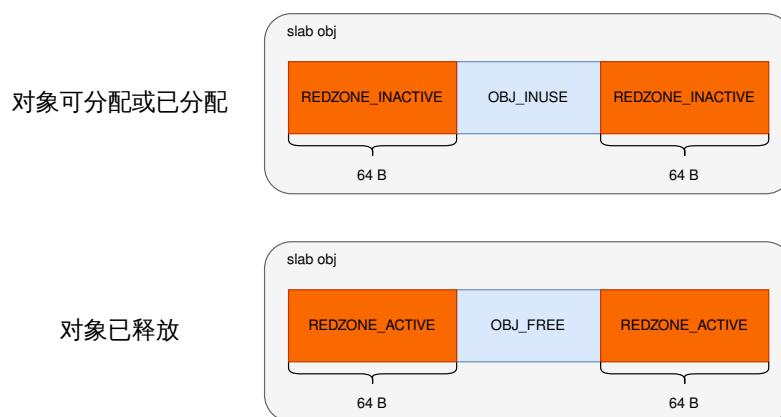 slab obj
对象可分配或已分配
REDZONE_INACTIVE
OBJ_INUSE
REDZONE_INACTIVE
64 B
64 B
slab obj
对象已释放
REDZONE_ACTIVE
OBJ_FREE
REDZONE_ACTIVE
64 B
64 B